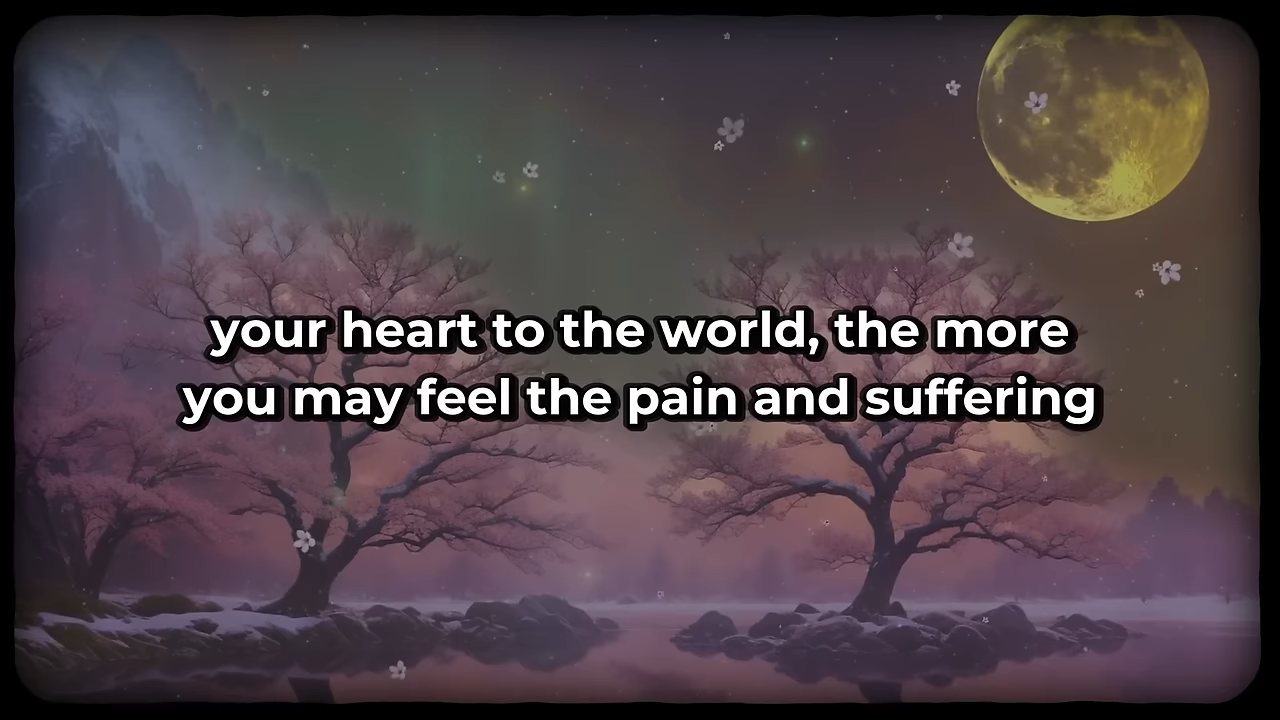 your heart to the world, the more
you may feel the pain and suffering